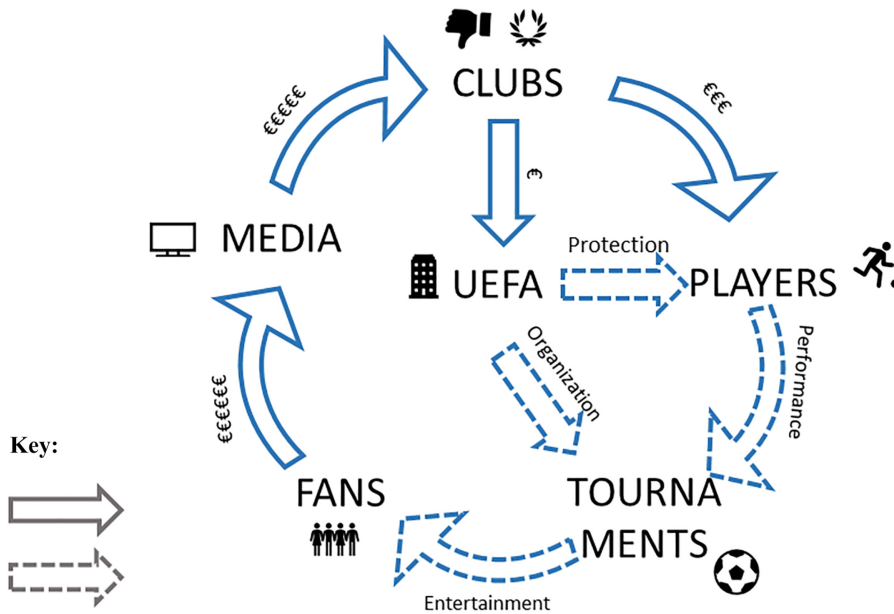 CLUBS
€€€€€
€€€
€
MEDIA
Protection
UEFA
PLAYERS
Organization
Performance
€€€€€€
Key:
FANS
TOURNA
MENTS
Entertainment